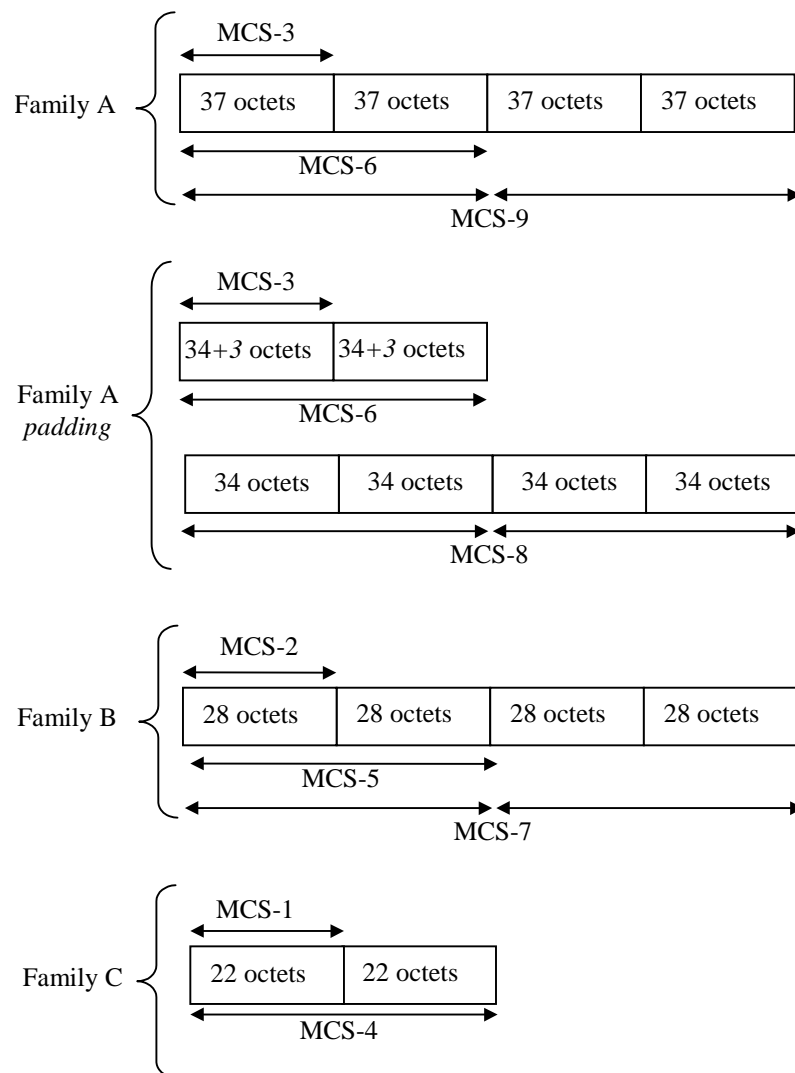 MCS-3
Family A
37 octets 37 octets 37 octets 37 octets
MCS-6
MCS-9
MCS-3
34+3 octets 34+3 octets
Family A
padding
MCS-6
34 octets 34 octets 34 octets 34 octets
MCS-8
MCS-2
Family B
28 octets 28 octets 28 octets 28 octets
MCS-5
MCS-7
MCS-1
Family C
22 octets 22 octets
MCS-4